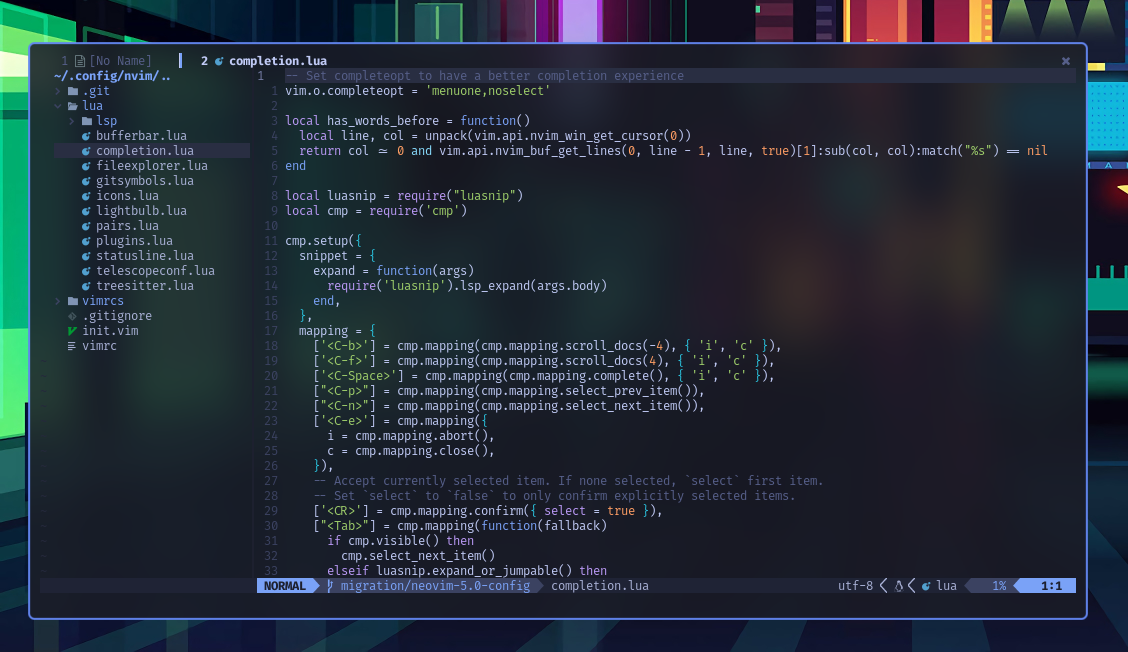 1 [No Name] 2 completion.lua ×
~/.config/nvim/..
.git
lua
lsp
bufferbar.lua
completion.lua
fileexplorer.lua
gitsymbols.lua
icons.lua
lightbulb.lua
pairs.lua
plugins.lua
statusline.lua
telescopeconf.lua
treesitter.lua
vimrcs
.gitignore
init.vim
vimrc
1 -- Set completeopt to have a better completion experience
1 vim.o.completeopt = 'menuone,noselect'
2
3 local has_words_before = function()
4 local line, col = unpack(vim.api.nvim_win_get_cursor(0))
5 return col ~= 0 and vim.api.nvim_buf_get_lines(0, line - 1, line, true)[1]:sub(col, col):match("%s") == nil
6 end
7
8 local luasnip = require("luasnip")
9 local cmp = require('cmp')
10
11 cmp.setup({
12 snippet = {
13 expand = function(args)
14 require'luasnip').lsp_expand(args.body)
15 end,
16 },
17 mapping = {
18 ['<C-b>'] = cmp.mapping(cmp.mapping.scroll_docs(-4), { 'i', 'c' }),
19 ['<C-f>'] = cmp.mapping(cmp.mapping.scroll_docs(4), { 'i', 'c' }),
20 ['<C-Space>'] = cmp.mapping(cmp.mapping.complete(), { 'i', 'c' }),
21 ["<C-p>"] = cmp.mapping(cmp.mapping.select_prev_item()),
22 ["<C-n>"] = cmp.mapping(cmp.mapping.select_next_item()),
23 ['<C-e>'] = cmp.mapping({
24 i = cmp.mapping.abort(),
25 c = cmp.mapping.close(),
26 }),
27 -- Accept currently selected item. If none selected, `select` first item.
28 -- Set `select` to `false` to only confirm explicitly selected items.
29 ['<CR>'] = cmp.mapping.confirm({ select = true }),
30 ["<Tab>"] = cmp.mapping(function(fallback)
31 if cmp.visible() then
32 cmp.select_next_item()
33 elseif luasnip.expand_or_jumpable() then
NORMAL migration/neovim-5.0-config completion.lua utf-8 lua 1% 1:1